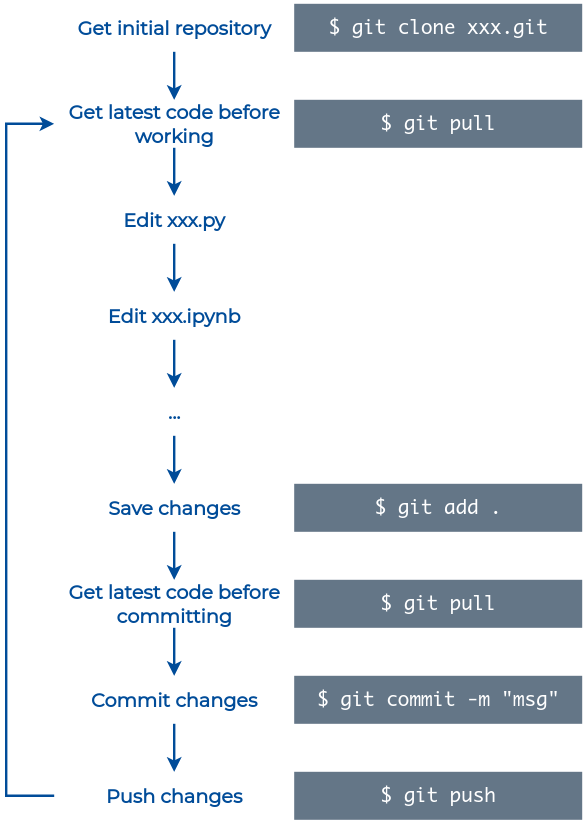 Get initial repository
$ git clone xxx.git
Get latest code before
working
$ git pull
Edit xxx.py
Edit xxx.ipynb
...
Save changes
$ git add .
Get latest code before
committing
$ git pull
Commit changes
$ git commit -m "msg"
Push changes
$ git push